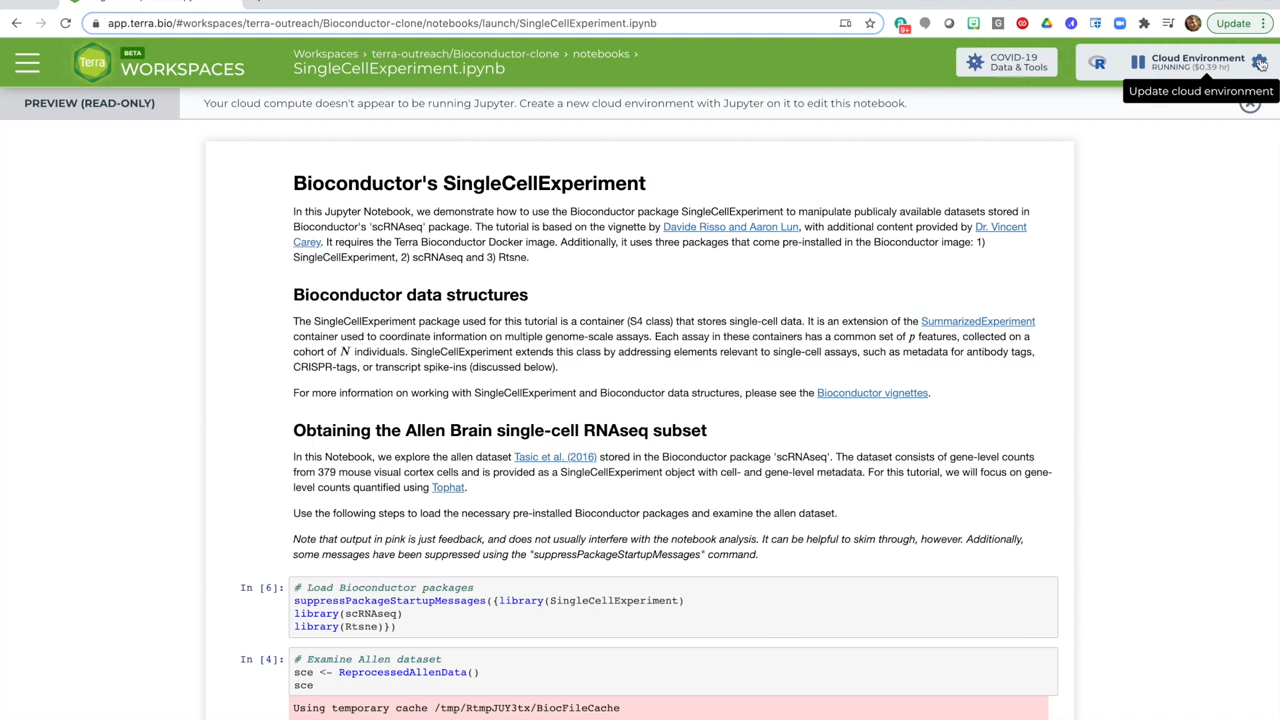 app.terra.bio/#workspaces/terra-outreach/Bioconductor-clone/notebooks/launch/SingleCellExperiment.ipynb
9+
Update
Terra
BETA
WORKSPACES
Workspaces › terra-outreach/Bioconductor-clone › notebooks ›
SingleCellExperiment.ipynb
COVID-19
Data & Tools
R
Cloud Environment
RUNNING ($0.39 hr)
Update cloud environment
PREVIEW (READ-ONLY)
Your cloud compute doesn't appear to be running Jupyter. Create a new cloud environment with Jupyter on it to edit this notebook.
Bioconductor's SingleCellExperiment
In this Jupyter Notebook, we demonstrate how to use the Bioconductor package SingleCellExperiment to manipulate publicaly available datasets stored in
Bioconductor's 'scRNAseq' package. The tutorial is based on the vignette by Davide Risso and Aaron Lun, with additional content provided by Dr. Vincent
Carey. It requires the Terra Bioconductor Docker image. Additionally, it uses three packages that come pre-installed in the Bioconductor image: 1)
SingleCellExperiment, 2) scRNAseq and 3) Rtsne.
Bioconductor data structures
The SingleCellExperiment package used for this tutorial is a container (S4 class) that stores single-cell data. It is an extension of the SummarizedExperiment
container used to coordinate information on multiple genome-scale assays. Each assay in these containers has a common set of p features, collected on a
cohort of N individuals. SingleCellExperiment extends this class by addressing elements relevant to single-cell assays, such as metadata for antibody tags,
CRISPR-tags, or transcript spike-ins (discussed below).
For more information on working with SingleCellExperiment and Bioconductor data structures, please see the Bioconductor vignettes.
Obtaining the Allen Brain single-cell RNAseq subset
In this Notebook, we explore the allen dataset Tasic et al. (2016) stored in the Bioconductor package 'scRNAseq'. The dataset consists of gene-level counts
from 379 mouse visual cortex cells and is provided as a SingleCellExperiment object with cell- and gene-level metadata. For this tutorial, we will focus on gene-
level counts quantified using Tophat.
Use the following steps to load the necessary pre-installed Bioconductor packages and examine the allen dataset.
Note that output in pink is just feedback, and does not usually interfere with the notebook analysis. It can be helpful to skim through, however. Additionally,
some messages have been suppressed using the "suppressPackageStartupMessages" command.
In [6]: # Load Bioconductor packages
suppressPackageStartupMessages({library(SingleCellExperiment)
library(scRNAseq)
library(Rtsne)})
In [4]: # Examine Allen dataset
sce <- ReprocessedAllenData()
sce
Using temporary cache /tmp/RtmpJUY3tx/BiocFileCache